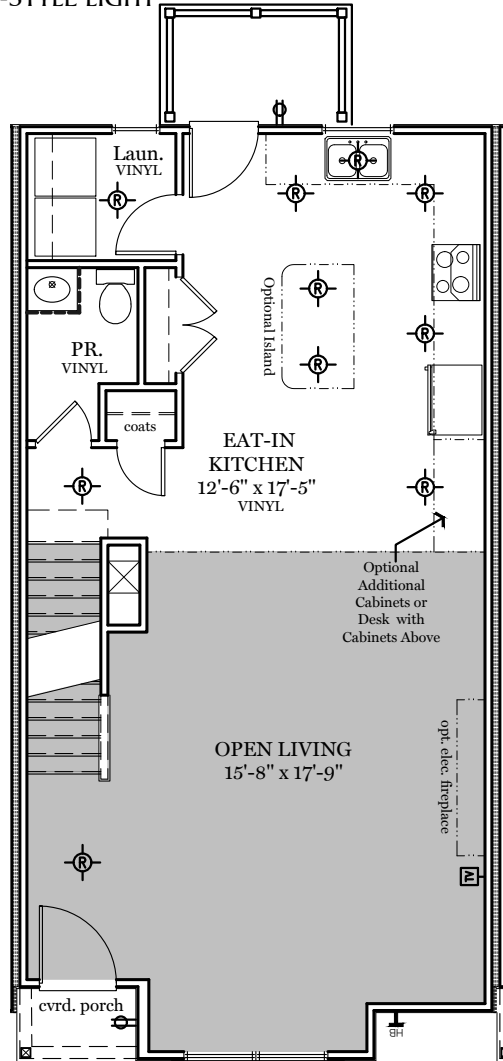 -STYLE LIGHT
Laun.
VINYL
R
R
R
R
PR.
VINYL
Optional Island
R
R
R
coats
EAT-IN
KITCHEN
12'-6" x 17'-5"
VINYL
R
R
Optional
Additional
Cabinets or
Desk with
Cabinets Above
OPEN LIVING
15'-8" x 17'-9"
opt. elec. fireplace
TV
R
cvrd. porch
HB